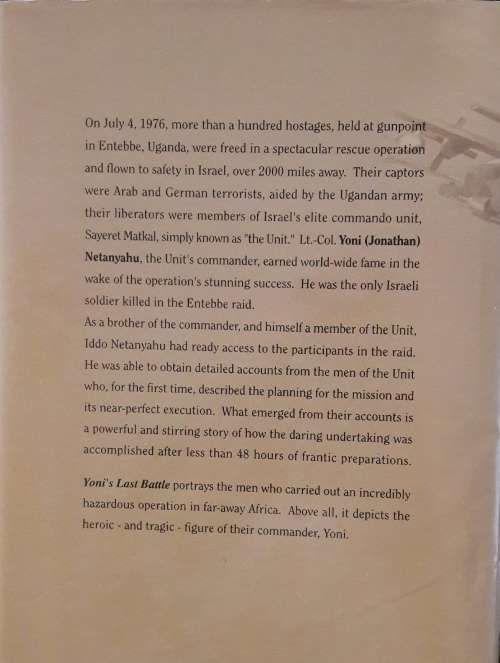 On July 4, 1976, more than a hundred hostages, held at gunpoint
in Entebbe, Uganda, were freed in a spectacular rescue operation
and flown to safety in Israel, over 2000 miles away. Their captors
were Arab and German terrorists, aided by the Ugandan army;
their liberators were members of Israel's elite commando unit,
Sayeret Matkal, simply known as "the Unit." Lt.-Col. Yoni (Jonathan)
Netanyahu, the Unit's commander, earned world-wide fame in the
wake of the operation's stunning success. He was the only Israeli
soldier killed in the Entebbe raid.
As a brother of the commander, and himself a member of the Unit,
Iddo Netanyahu had ready access to the participants in the raid.
He was able to obtain detailed accounts from the men of the Unit
who, for the first time, described the planning for the mission and
its near-perfect execution. What emerged from their accounts is
a powerful and stirring story of how the daring undertaking was
accomplished after less than 48 hours of frantic preparations.
Yoni's Last Battle portrays the men who carried out an incredibly
hazardous operation in far-away Africa. Above all, it depicts the
heroic - and tragic - figure of their commander, Yoni.